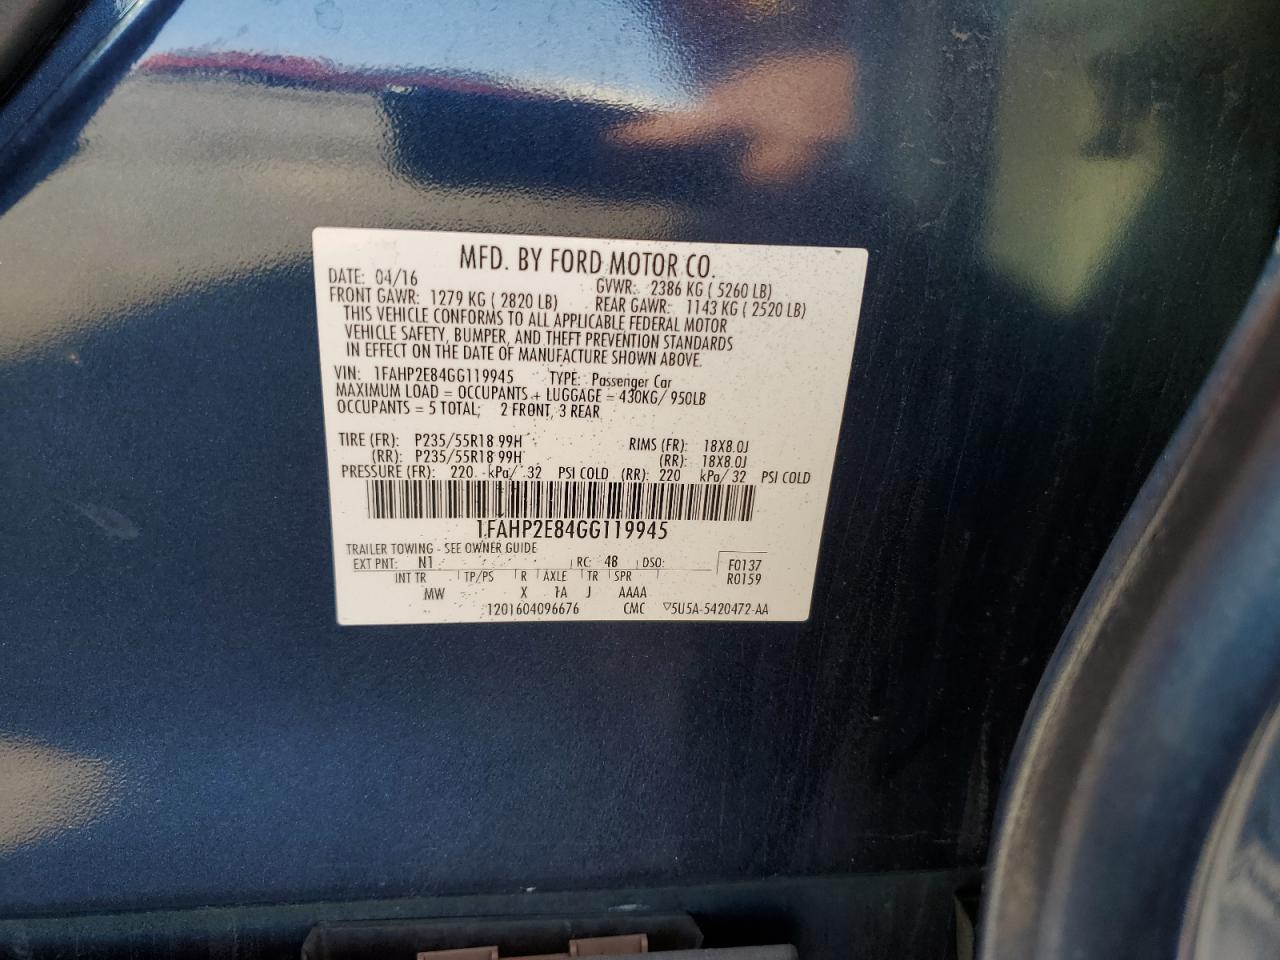 MFD. BY FORD MOTOR CO.
DATE: 04/16 GVWR: 2386 KG ( 5260 LB)
FRONT GAWR: 1279 KG ( 2820 LB) REAR GAWR: 1143 KG ( 2520 LB)
THIS VEHICLE CONFORMS TO ALL APPLICABLE FEDERAL MOTOR
VEHICLE SAFETY, BUMPER, AND THEFT PREVENTION STANDARDS
IN EFFECT ON THE DATE OF MANUFACTURE SHOWN ABOVE.
VIN: 1FAHP2E84GG119945 TYPE: Passenger Car
MAXIMUM LOAD = OCCUPANTS + LUGGAGE = 430KG/ 950LB
OCCUPANTS = 5 TOTAL; 2 FRONT, 3 REAR
TIRE (FR): P235/55R18 99H RIMS (FR): 18X8.0J
(RR): P235/55R18 99H (RR): 18X8.0J
PRESSURE (FR): 220 kPa/ 32 PSI COLD (RR): 220 kPa/ 32 PSI COLD
1FAHP2E84GG119945
TRAILER TOWING - SEE OWNER GUIDE
EXT PNT: N1 RC: 48 DSO: F0137
INT TR TP/PS R AXLE TR SPR R0159
MW X 1A J AAAA
1201604096676 CMC ▽5U5A-5420472-AA